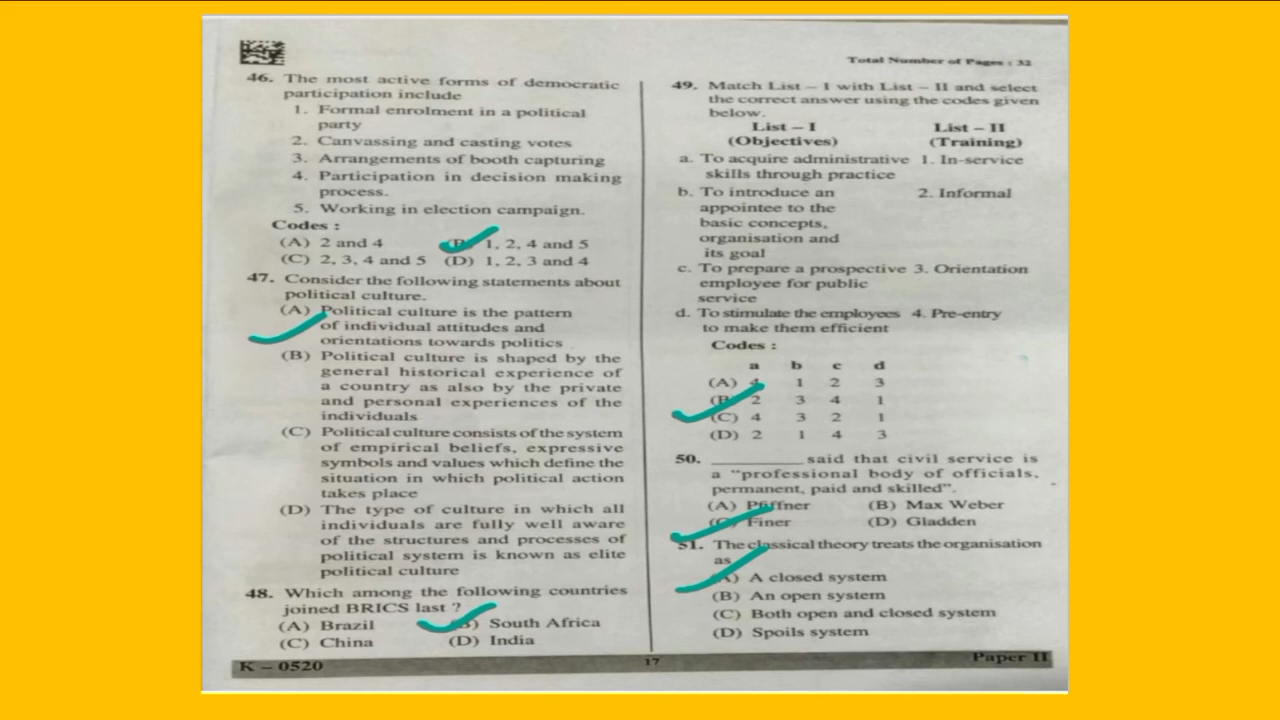 Total Number of Pages : 32
46. The most active forms of democratic
participation include
1. Formal enrolment in a political
party
2. Canvassing and casting votes
3. Arrangements of booth capturing
4. Participation in decision making
process.
5. Working in election campaign.
Codes :
(A) 2 and 4 (B) 1, 2, 4 and 5
(C) 2, 3, 4 and 5 (D) 1, 2, 3 and 4
47. Consider the following statements about
political culture.
(A) Political culture is the pattern
of individual attitudes and
orientations towards politics
(B) Political culture is shaped by the
general historical experience of
a country as also by the private
and personal experiences of the
individuals
(C) Political culture consists of the system
of empirical beliefs, expressive
symbols and values which define the
situation in which political action
takes place
(D) The type of culture in which all
individuals are fully well aware
of the structures and processes of
political system is known as elite
political culture
48. Which among the following countries
joined BRICS last ?
(A) Brazil (B) South Africa
(C) China (D) India
49. Match List – I with List – II and select
the correct answer using the codes given
below.
List – I List – II
(Objectives) (Training)
a. To acquire administrative 1. In-service
skills through practice
b. To introduce an 2. Informal
appointee to the
basic concepts,
organisation and
its goal
c. To prepare a prospective 3. Orientation
employee for public
service
d. To stimulate the employees 4. Pre-entry
to make them efficient
Codes :
a b c d
(A) 4 1 2 3
(B) 2 3 4 1
(C) 4 3 2 1
(D) 2 1 4 3
50. ________ said that civil service is
a “professional body of officials,
permanent, paid and skilled”.
(A) Pfiffner (B) Max Weber
(C) Finer (D) Gladden
51. The classical theory treats the organisation
as
(A) A closed system
(B) An open system
(C) Both open and closed system
(D) Spoils system
K – 0520 17 Paper II